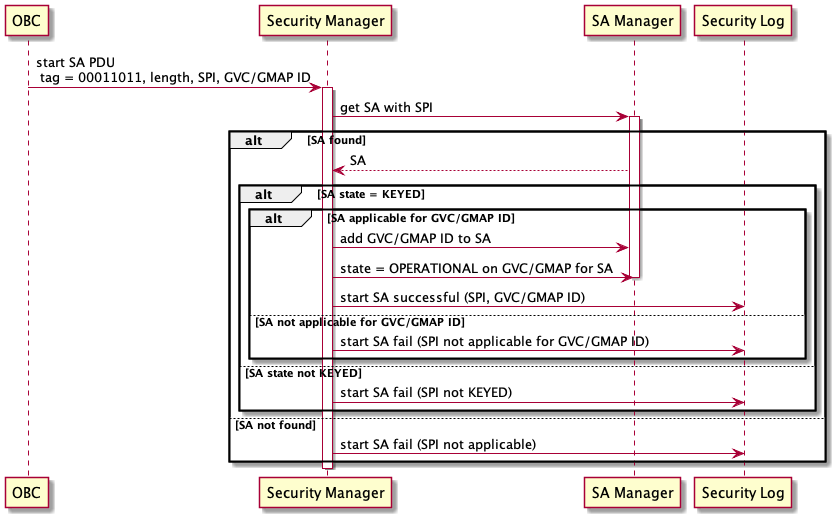 OBC
Security Manager
SA Manager
Security Log
start SA PDU
tag = 00011011, length, SPI, GVC/GMAP ID
get SA with SPI
alt
[SA found]
SA
alt
[SA state = KEYED]
alt
[SA applicable for GVC/GMAP ID]
add GVC/GMAP ID to SA
state = OPERATIONAL on GVC/GMAP for SA
start SA successful (SPI, GVC/GMAP ID)
[SA not applicable for GVC/GMAP ID]
start SA fail (SPI not applicable for GVC/GMAP ID)
[SA state not KEYED]
start SA fail (SPI not KEYED)
[SA not found]
start SA fail (SPI not applicable)
OBC
Security Manager
SA Manager
Security Log